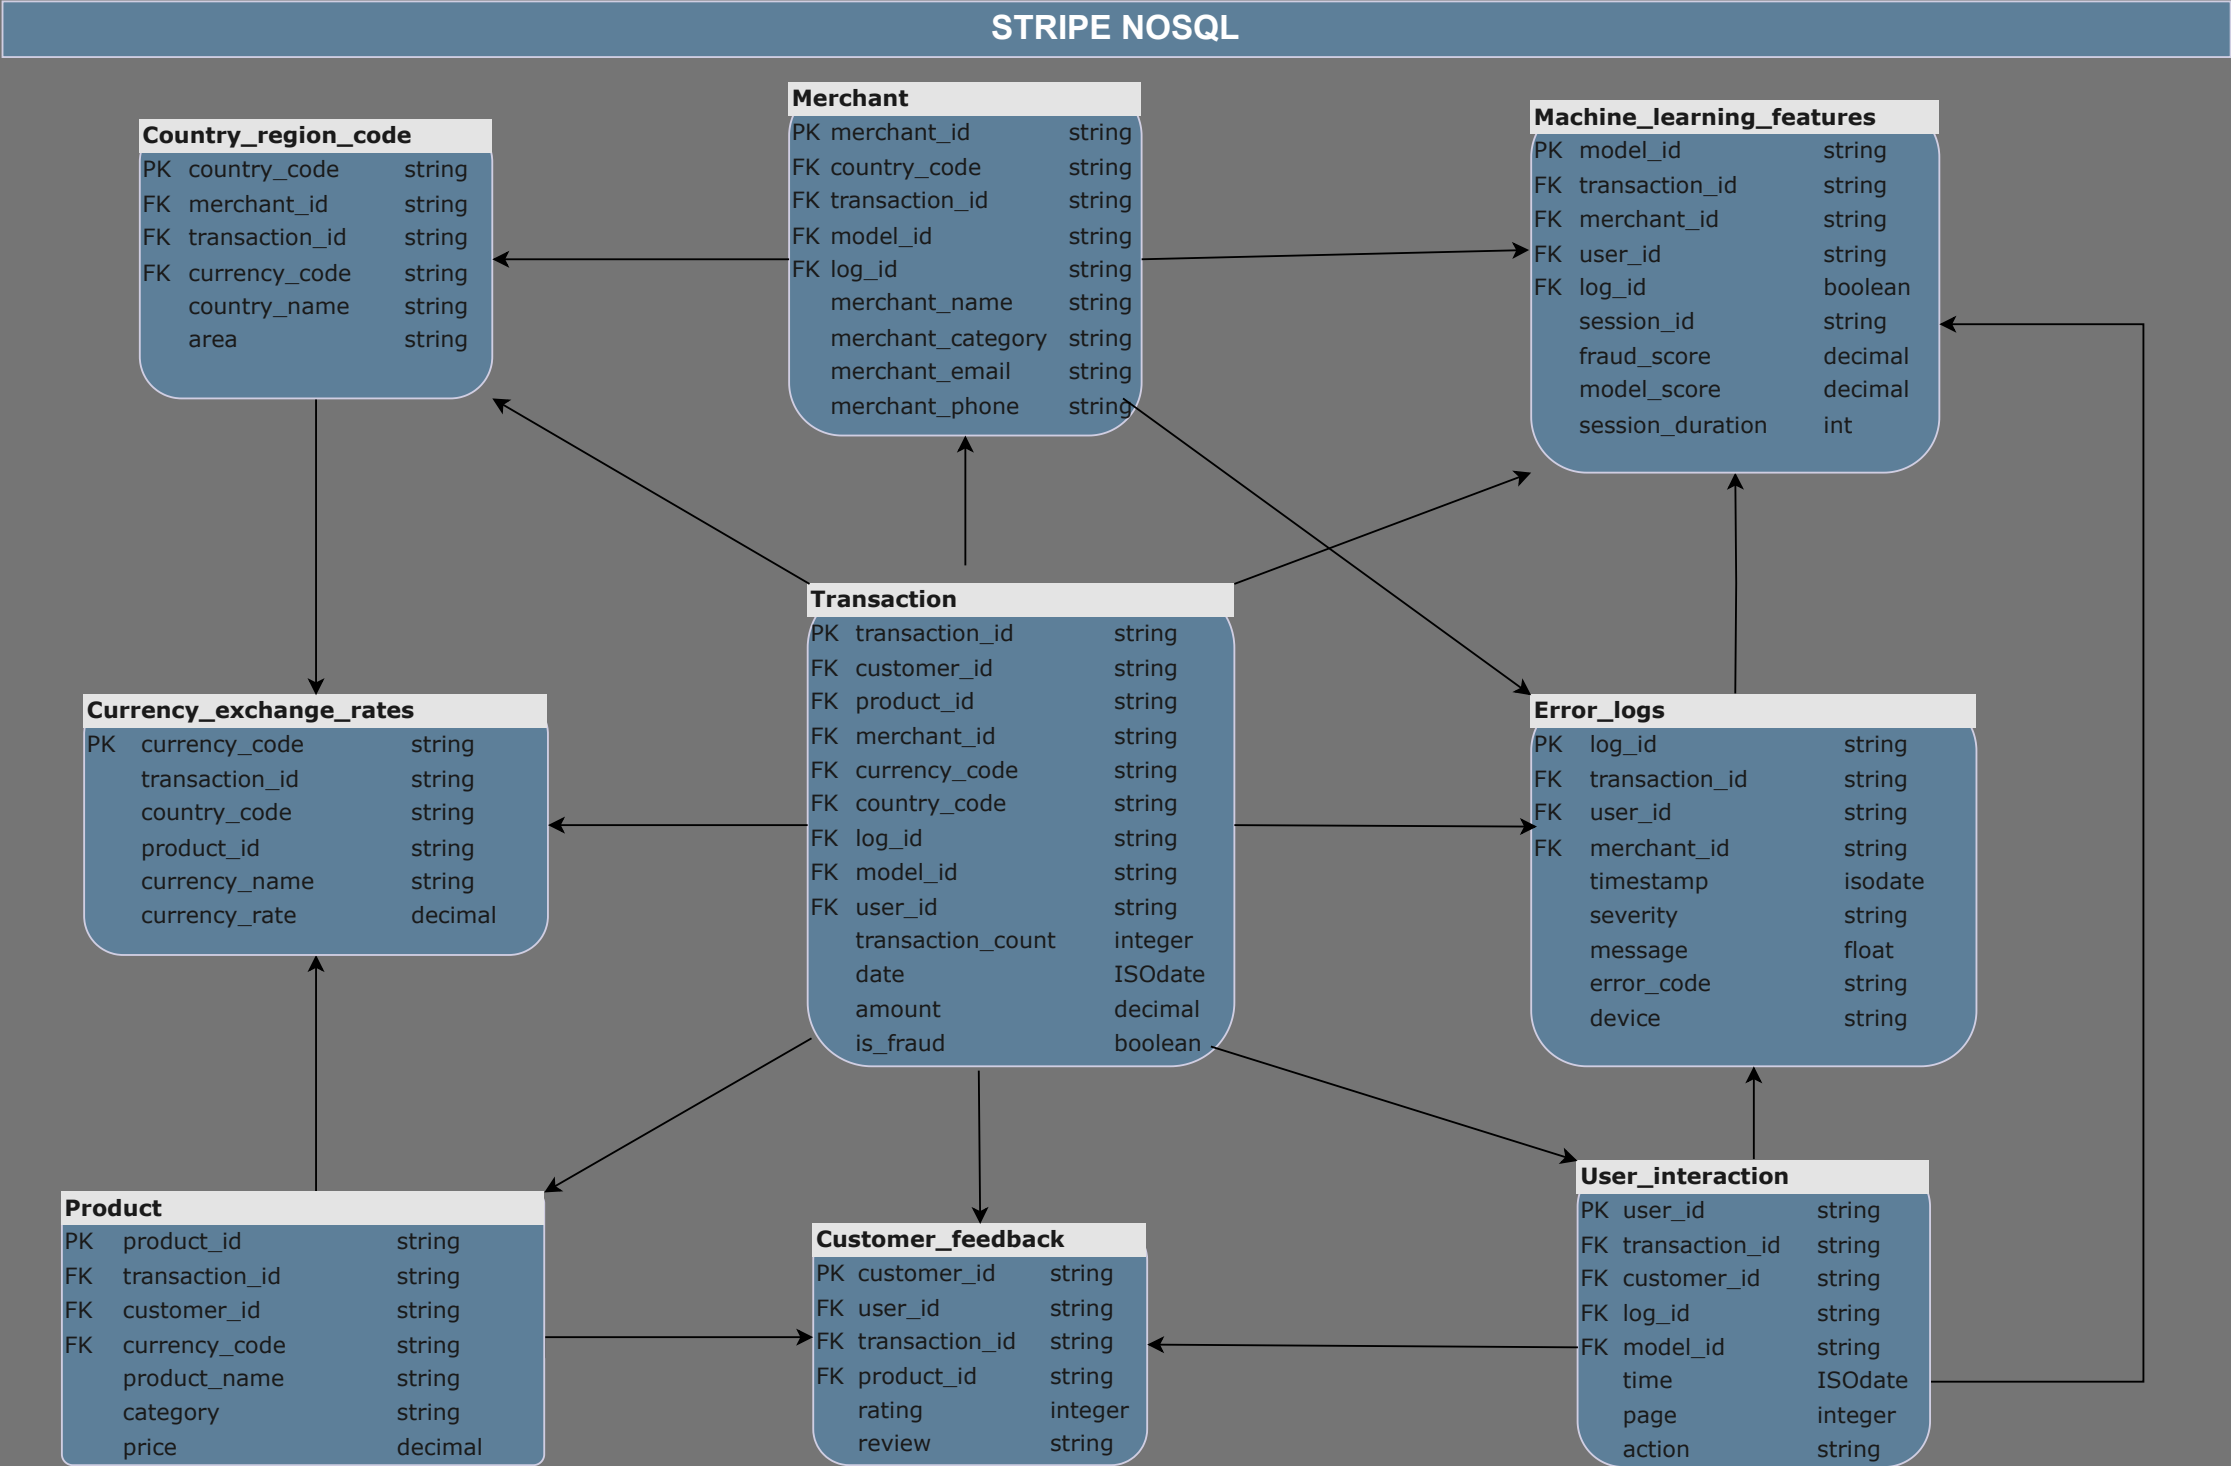 STRIPE NOSQL
Country_region_code
PK country_code string
FK merchant_id string
FK transaction_id string
FK currency_code string
country_name string
area string
Merchant
PK merchant_id string
FK country_code string
FK transaction_id string
FK model_id string
FK log_id string
merchant_name string
merchant_category string
merchant_email string
merchant_phone string
Machine_learning_features
PK model_id string
FK transaction_id string
FK merchant_id string
FK user_id string
FK log_id boolean
session_id string
fraud_score decimal
model_score decimal
session_duration int
Currency_exchange_rates
PK currency_code string
transaction_id string
country_code string
product_id string
currency_name string
currency_rate decimal
Transaction
PK transaction_id string
FK customer_id string
FK product_id string
FK merchant_id string
FK currency_code string
FK country_code string
FK log_id string
FK model_id string
FK user_id string
transaction_count integer
date ISOdate
amount decimal
is_fraud boolean
Error_logs
PK log_id string
FK transaction_id string
FK user_id string
FK merchant_id string
timestamp isodate
severity string
message float
error_code string
device string
Product
PK product_id string
FK transaction_id string
FK customer_id string
FK currency_code string
product_name string
category string
price decimal
Customer_feedback
PK customer_id string
FK user_id string
FK transaction_id string
FK product_id string
rating integer
review string
User_interaction
PK user_id string
FK transaction_id string
FK customer_id string
FK log_id string
FK model_id string
time ISOdate
page integer
action string